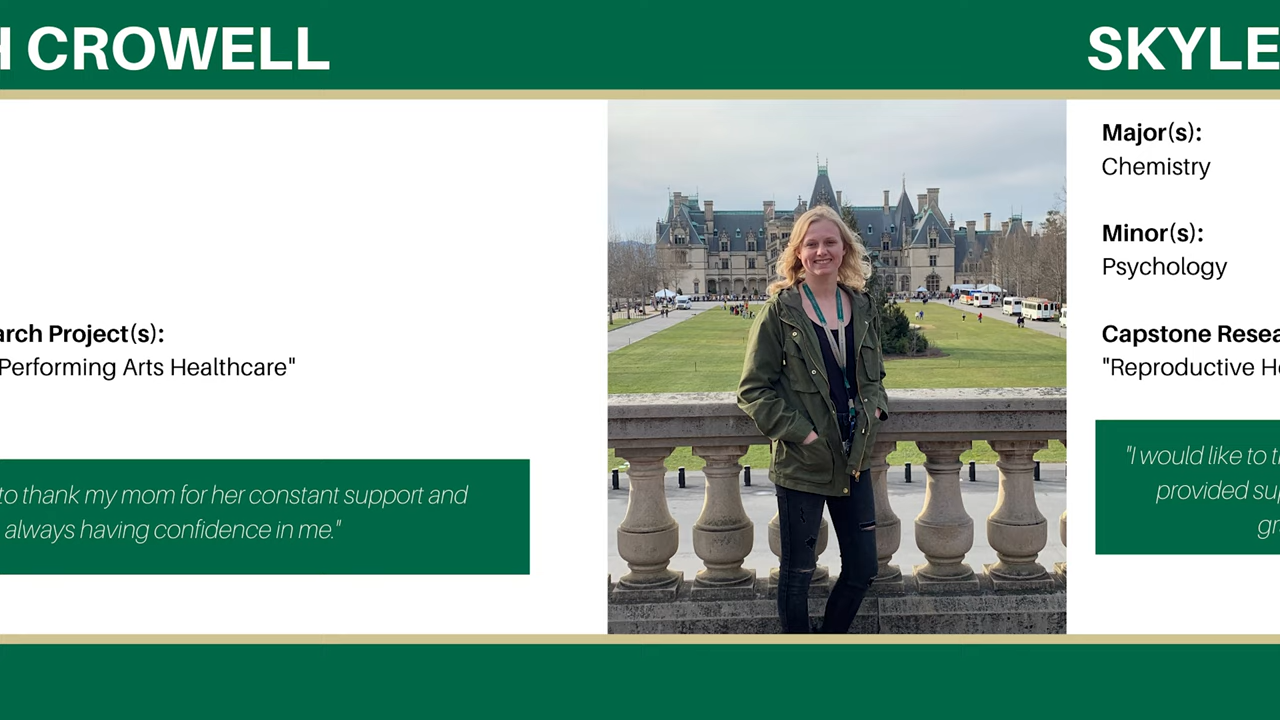 H CROWELL
arch Project(s):
Performing Arts Healthcare"
to thank my mom for her constant support and
always having confidence in me."
SKYLE
Major(s):
Chemistry
Minor(s):
Psychology
Capstone Resea
"Reproductive He
"I would like to t
provided sup
gr